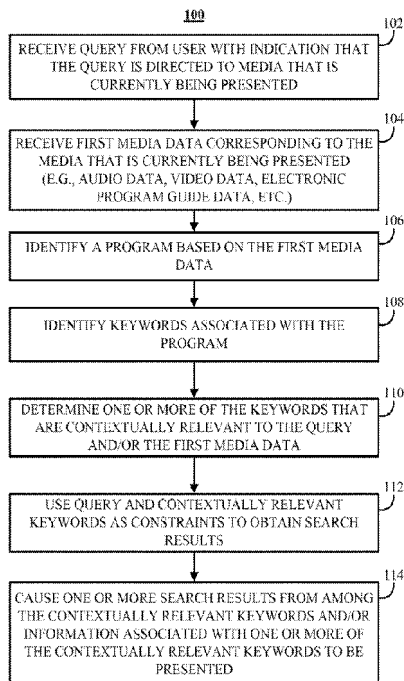 100
102
RECEIVE QUERY FROM USER WITH INDICATION THAT
THE QUERY IS DIRECTED TO MEDIA THAT IS
CURRENTLY BEING PRESENTED
104
RECEIVE FIRST MEDIA DATA CORRESPONDING TO THE
MEDIA THAT IS CURRENTLY BEING PRESENTED
(E.G., AUDIO DATA, VIDEO DATA, ELECTRONIC
PROGRAM GUIDE DATA, ETC.)
106
IDENTIFY A PROGRAM BASED ON THE FIRST MEDIA
DATA
108
IDENTIFY KEYWORDS ASSOCIATED WITH THE
PROGRAM
110
DETERMINE ONE OR MORE OF THE KEYWORDS THAT
ARE CONTEXTUALLY RELEVANT TO THE QUERY
AND/OR THE FIRST MEDIA DATA
112
USE QUERY AND CONTEXTUALLY RELEVANT
KEYWORDS AS CONSTRAINTS TO OBTAIN SEARCH
RESULTS
114
CAUSE ONE OR MORE SEARCH RESULTS FROM AMONG
THE CONTEXTUALLY RELEVANT KEYWORDS AND/OR
INFORMATION ASSOCIATED WITH ONE OR MORE OF
THE CONTEXTUALLY RELEVANT KEYWORDS TO BE
PRESENTED